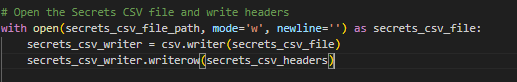 # Open the Secrets CSV file and write headers
with open(secrets_csv_file_path, mode='w', newline='') as secrets_csv_file:
    secrets_csv_writer = csv.writer(secrets_csv_file)
    secrets_csv_writer.writerow(secrets_csv_headers)